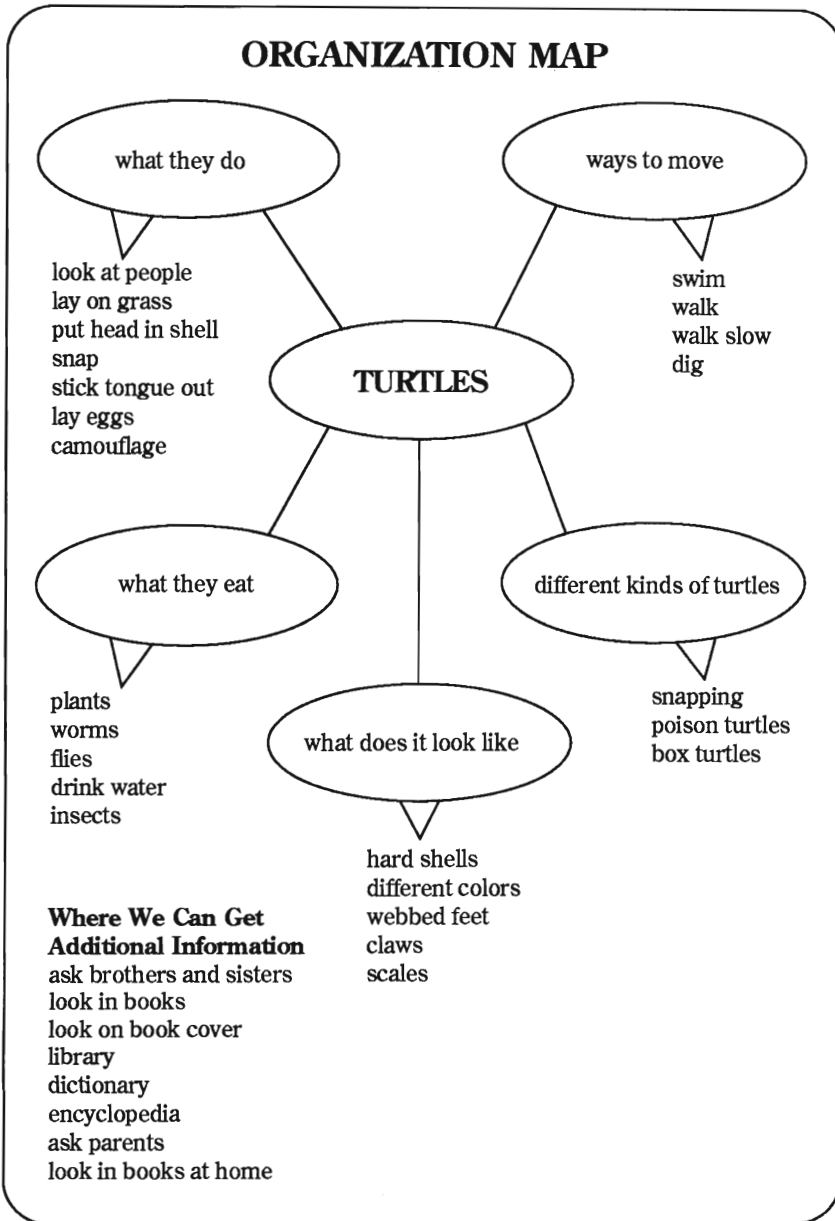 ORGANIZATION MAP
what they do
look at people
lay on grass
put head in shell
snap
stick tongue out
lay eggs
camouflage
ways to move
swim
walk
walk slow
dig
TURTLES
what they eat
plants
worms
flies
drink water
insects
different kinds of turtles
snapping
poison turtles
box turtles
what does it look like
hard shells
different colors
webbed feet
claws
scales
Where We Can Get
Additional Information
ask brothers and sisters
look in books
look on book cover
library
dictionary
encyclopedia
ask parents
look in books at home